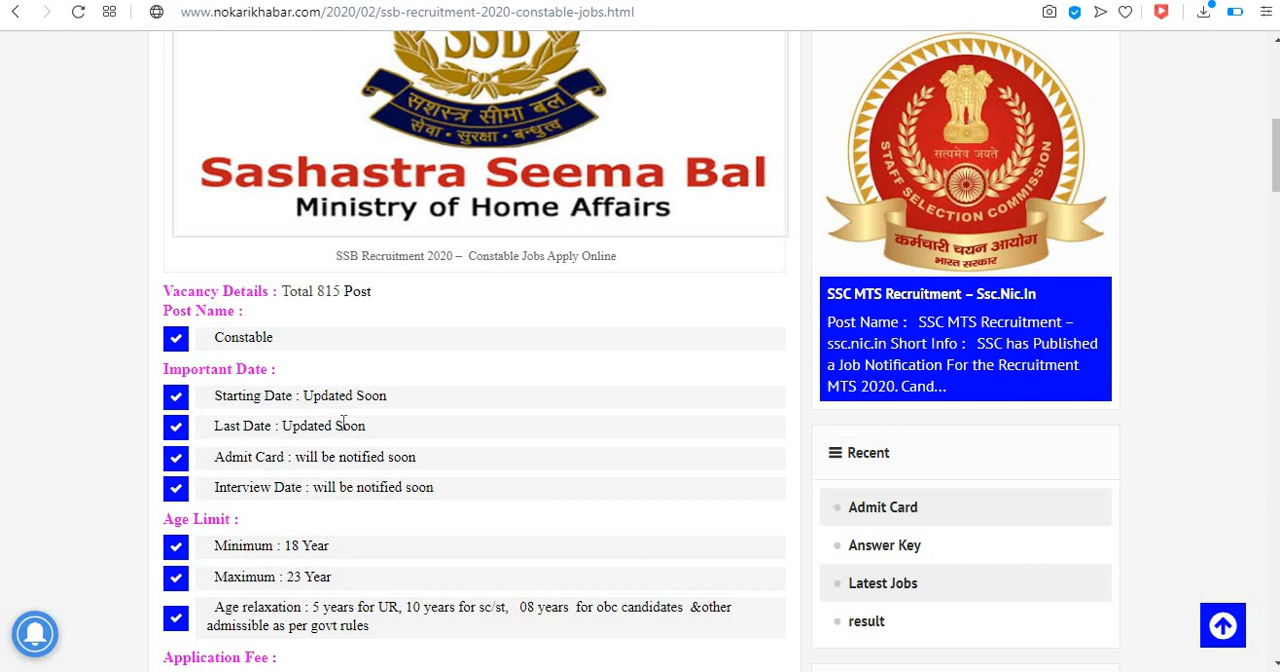 www.nokarikhabar.com/2020/02/ssb-recruitment-2020-constable-jobs.html
SSB
सशस्त्र सीमा बल
सेवा • सुरक्षा • बन्धुत्व
Sashastra Seema Bal
Ministry of Home Affairs
SSB Recruitment 2020 – Constable Jobs Apply Online
Vacancy Details : Total 815 Post
Post Name :
Constable
Important Date :
Starting Date : Updated Soon
Last Date : Updated Soon
Admit Card : will be notified soon
Interview Date : will be notified soon
Age Limit :
Minimum : 18 Year
Maximum : 23 Year
Age relaxation : 5 years for UR, 10 years for sc/st, 08 years for obc candidates &other
admissible as per govt rules
Application Fee :
सत्यमेव जयते
STAFF SELECTION COMMISSION
कर्मचारी चयन आयोग
भारत सरकार
SSC MTS Recruitment – Ssc.Nic.In
Post Name : SSC MTS Recruitment –
ssc.nic.in Short Info : SSC has Published
a Job Notification For the Recruitment
MTS 2020. Cand...
Recent
Admit Card
Answer Key
Latest Jobs
result